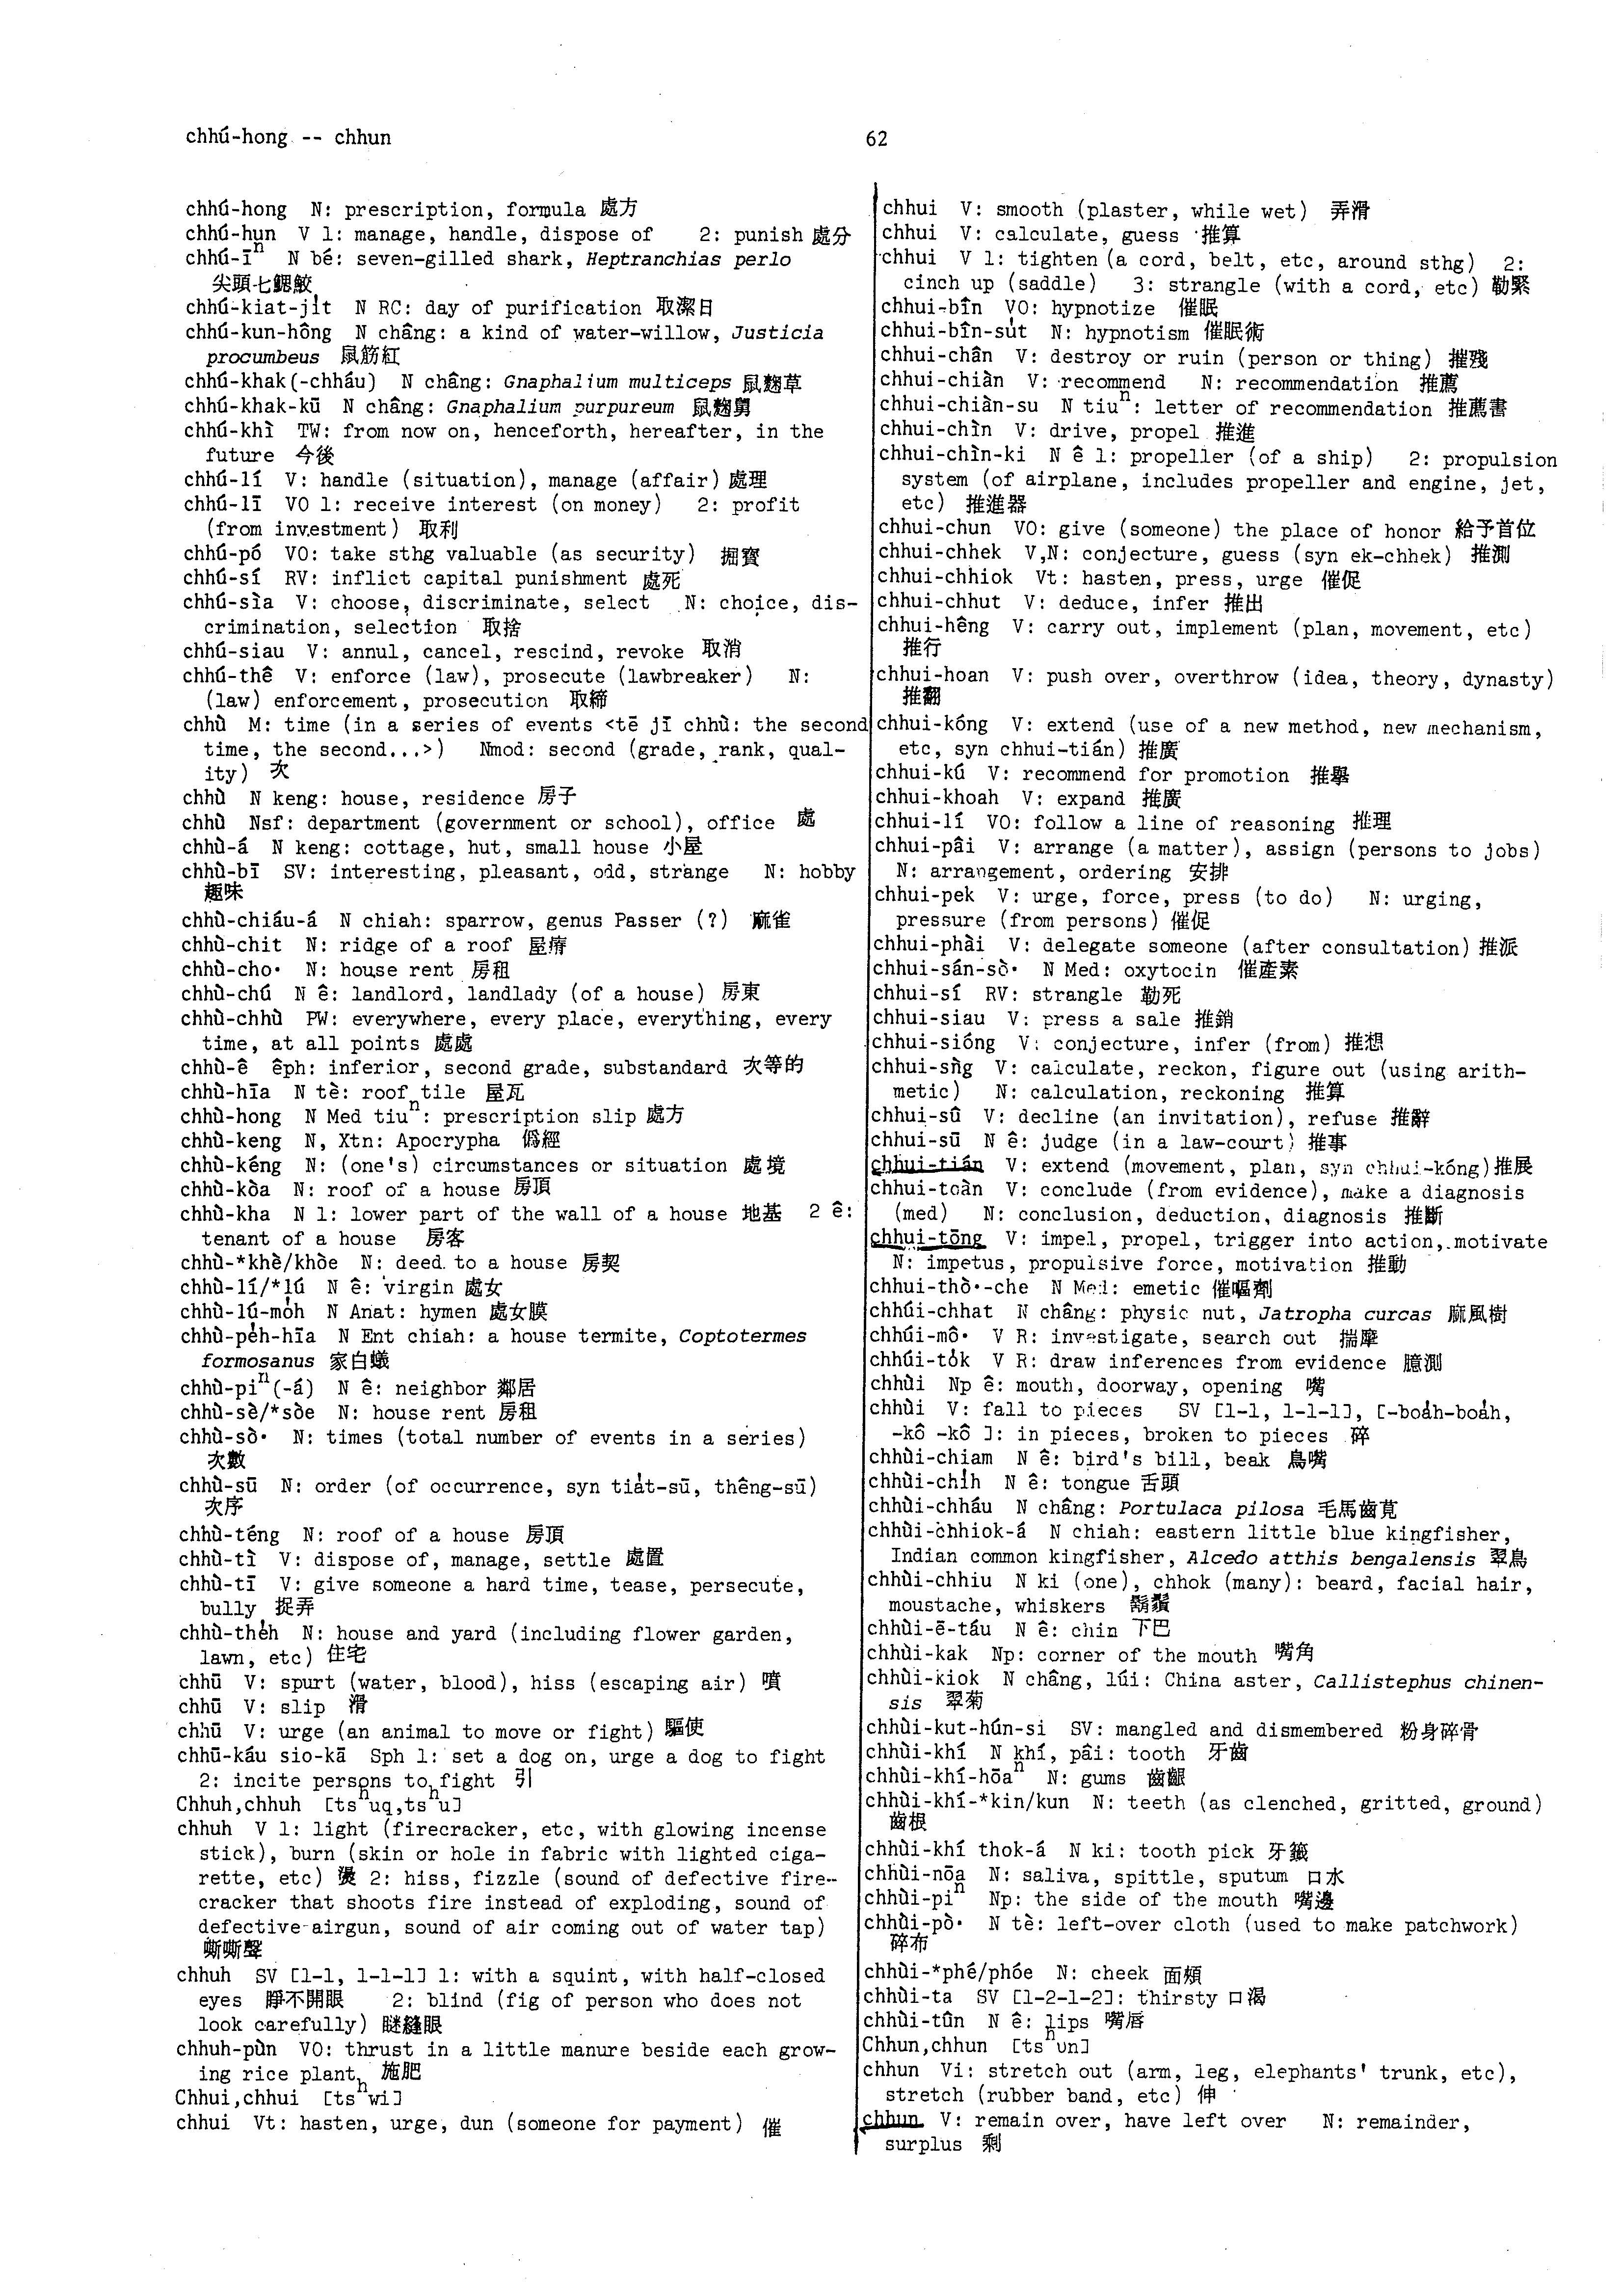 chhú-hong -- chhun
62
chhú-hong N: prescription, formula 處方
chhú-hun V 1: manage, handle, dispose of 2: punish 處分
chhú-īⁿ N bé: seven-gilled shark, Heptranchias perlo
尖頭七鰓鮫
chhú-kiat-ji̍t N RC: day of purification 取潔日
chhú-kun-hông N châng: a kind of water-willow, Justicia
procumbeus 鼠筋紅
chhú-khak(-chháu) N châng: Gnaphalium multiceps 鼠麴草
chhú-khak-kū N châng: Gnaphalium purpureum 鼠麴舅
chhú-khì TW: from now on, henceforth, hereafter, in the
future 今後
chhú-lí V: handle (situation), manage (affair) 處理
chhú-lī VO 1: receive interest (on money) 2: profit
(from investment) 取利
chhú-pó VO: take sthg valuable (as security) 掘寶
chhú-sí RV: inflict capital punishment 處死
chhú-sìa V: choose, discriminate, select N: choice, dis-
crimination, selection 取捨
chhú-siau V: annul, cancel, rescind, revoke 取消
chhú-thê V: enforce (law), prosecute (lawbreaker) N:
(law) enforcement, prosecution 取締
chhù M: time (in a series of events <tē jī chhù: the second
time, the second...>) Nmod: second (grade, rank, qual-
ity) 次
chhù N keng: house, residence 房子
chhù Nsf: department (government or school), office 處
chhù-á N keng: cottage, hut, small house 小屋
chhù-bī SV: interesting, pleasant, odd, strange N: hobby
趣味
chhù-chiáu-á N chiah: sparrow, genus Passer (?) 麻雀
chhù-chit N: ridge of a roof 屋瘠
chhù-cho· N: house rent 房租
chhù-chú N ê: landlord, landlady (of a house) 房東
chhù-chhù PW: everywhere, every place, everything, every
time, at all points 處處
chhù-ê êph: inferior, second grade, substandard 次等的
chhù-hīa N tè: roof tile 屋瓦
chhù-hong N Med tiuⁿ: prescription slip 處方
chhù-keng N, Xtn: Apocrypha 僞經
chhù-kéng N: (one's) circumstances or situation 處境
chhù-kòa N: roof of a house 房頂
chhù-kha N 1: lower part of the wall of a house 地基 2 ê:
tenant of a house 房客
chhù-*khè/khòe N: deed to a house 房契
chhù-lí/*lú N ê: virgin 處女
chhù-lú-mo̍h N Anat: hymen 處女膜
chhù-pe̍h-hīa N Ent chiah: a house termite, Coptotermes
formosanus 家白蟻
chhù-piⁿ(-á) N ê: neighbor 鄰居
chhù-sè/*sòe N: house rent 房租
chhù-sò· N: times (total number of events in a series)
次數
chhù-sū N: order (of occurrence, syn tia̍t-sū, thêng-sū)
次序
chhù-téng N: roof of a house 房頂
chhù-tì V: dispose of, manage, settle 處置
chhù-tī V: give someone a hard time, tease, persecute,
bully 捉弄
chhù-the̍h N: house and yard (including flower garden,
lawn, etc) 住宅
chhū V: spurt (water, blood), hiss (escaping air) 噴
chhū V: slip 滑
chhū V: urge (an animal to move or fight) 驅使
chhū-káu sio-kā Sph 1: set a dog on, urge a dog to fight
2: incite persons to fight 引
Chhuh,chhuh [tsʰuq,tsʰu]
chhuh V 1: light (firecracker, etc, with glowing incense
stick), burn (skin or hole in fabric with lighted ciga-
rette, etc) 燙 2: hiss, fizzle (sound of defective fire-
cracker that shoots fire instead of exploding, sound of
defective airgun, sound of air coming out of water tap)
嘶嘶聲
chhuh SV [1-1, 1-1-1] 1: with a squint, with half-closed
eyes 睜不開眼 2: blind (fig of person who does not
look carefully) 瞇縫眼
chhuh-pùn VO: thrust in a little manure beside each grow-
ing rice plant 施肥
Chhui,chhui [tsʰwi]
chhui Vt: hasten, urge, dun (someone for payment) 催
chhui V: smooth (plaster, while wet) 弄滑
chhui V: calculate, guess 推算
chhui V 1: tighten (a cord, belt, etc, around sthg) 2:
cinch up (saddle) 3: strangle (with a cord, etc) 勒緊
chhui-bîn VO: hypnotize 催眠
chhui-bîn-su̍t N: hypnotism 催眠術
chhui-chân V: destroy or ruin (person or thing) 摧殘
chhui-chiàn V: recommend N: recommendation 推薦
chhui-chiàn-su N tiuⁿ: letter of recommendation 推薦書
chhui-chìn V: drive, propel 推進
chhui-chìn-ki N ê 1: propeller (of a ship) 2: propulsion
system (of airplane, includes propeller and engine, jet,
etc) 推進器
chhui-chun VO: give (someone) the place of honor 給予首位
chhui-chhek V,N: conjecture, guess (syn ek-chhek) 推測
chhui-chhiok Vt: hasten, press, urge 催促
chhui-chhut V: deduce, infer 推出
chhui-hêng V: carry out, implement (plan, movement, etc)
推行
chhui-hoan V: push over, overthrow (idea, theory, dynasty)
推翻
chhui-kóng V: extend (use of a new method, new mechanism,
etc, syn chhui-tián) 推廣
chhui-kú V: recommend for promotion 推擧
chhui-khoah V: expand 推廣
chhui-lí VO: follow a line of reasoning 推理
chhui-pâi V: arrange (a matter), assign (persons to jobs)
N: arrangement, ordering 安排
chhui-pek V: urge, force, press (to do) N: urging,
pressure (from persons) 催促
chhui-phài V: delegate someone (after consultation) 推派
chhui-sán-sò· N Med: oxytocin 催產素
chhui-sí RV: strangle 勒死
chhui-siau V: press a sale 推銷
chhui-sióng V: conjecture, infer (from) 推想
chhui-sǹg V: calculate, reckon, figure out (using arith-
metic) N: calculation, reckoning 推算
chhui-sû V: decline (an invitation), refuse 推辭
chhui-sū N ê: judge (in a law-court) 推事
chhui-tián V: extend (movement, plan, syn chhui-kóng) 推展
chhui-toàn V: conclude (from evidence), make a diagnosis
(med) N: conclusion, deduction, diagnosis 推斷
chhui-tōng V: impel, propel, trigger into action, motivate
N: impetus, propulsive force, motivation 推動
chhui-thò·-che N Med: emetic 催嘔劑
chhúi-chhat N châng: physic nut, Jatropha curcas 麻風樹
chhúi-mô· V R: investigate, search out 揣摩
chhúi-to̍k V R: draw inferences from evidence 臆測
chhùi Np ê: mouth, doorway, opening 嘴
chhùi V: fall to pieces SV [1-1, 1-1-1], [-boa̍h-boa̍h,
-kô -kô ]: in pieces, broken to pieces 碎
chhùi-chiam N ê: bird's bill, beak 鳥嘴
chhùi-chi̍h N ê: tongue 舌頭
chhùi-chháu N châng: Portulaca pilosa 毛馬齒莧
chhùi-chhiok-á N chiah: eastern little blue kingfisher,
Indian common kingfisher, Alcedo atthis bengalensis 翠鳥
chhùi-chhiu N ki (one), chhok (many): beard, facial hair,
moustache, whiskers 鬍鬚
chhùi-ē-táu N ê: chin 下巴
chhùi-kak Np: corner of the mouth 嘴角
chhùi-kiok N châng, lúi: China aster, Callistephus chinen-
sis 翠菊
chhùi-kut-hún-si SV: mangled and dismembered 粉身碎骨
chhùi-khí N khí, pâi: tooth 牙齒
chhùi-khí-hōaⁿ N: gums 齒齦
chhùi-khí-*kin/kun N: teeth (as clenched, gritted, ground)
齒根
chhùi-khí thok-á N ki: tooth pick 牙籤
chhùi-nōa N: saliva, spittle, sputum 口水
chhùi-piⁿ Np: the side of the mouth 嘴邊
chhùi-pò· N tè: left-over cloth (used to make patchwork)
碎布
chhùi-*phé/phóe N: cheek 面頰
chhùi-ta SV [1-2-1-2]: thirsty 口渴
chhùi-tûn N ê: lips 嘴唇
Chhun,chhun [tsʰun]
chhun Vi: stretch out (arm, leg, elephants' trunk, etc),
stretch (rubber band, etc) 伸
chhun V: remain over, have left over N: remainder,
surplus 剩